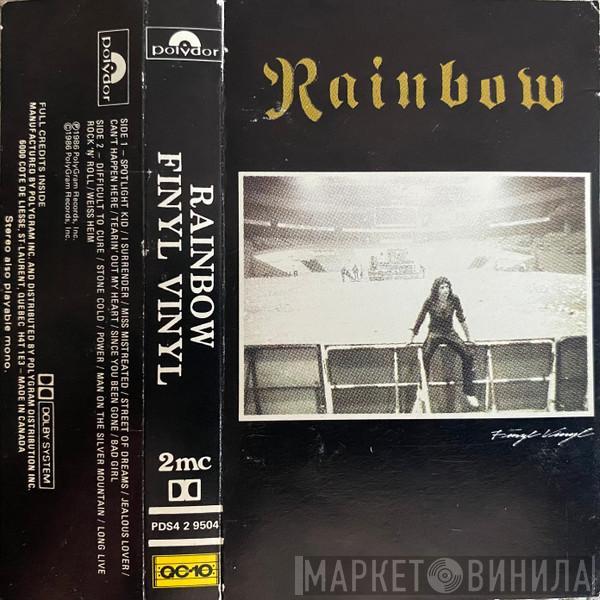 polydor
SIDE 1 – SPOTLIGHT KID / I SURRENDER / MISS MISTREATED / STREET OF DREAMS / JEALOUS LOVER /
CAN'T HAPPEN HERE / TEARIN' OUT MY HEART / SINCE YOU BEEN GONE / BAD GIRL
SIDE 2 – DIFFICULT TO CURE / STONE COLD / POWER / MAN ON THE SILVER MOUNTAIN / LONG LIVE
ROCK 'N' ROLL / WEISS HEIM
℗1986 PolyGram Records, Inc.
©1986 PolyGram Records, Inc.
FULL CREDITS INSIDE
MANUFACTURED BY POLYGRAM INC. AND DISTRIBUTED BY POLYGRAM DISTRIBUTION INC.
6000 COTE DE LIESSE, ST-LAURENT, QUEBEC H4T 1E3 – MADE IN CANADA
Stereo also playable mono.
DOLBY SYSTEM
polydor
RAINBOW
FINYL VINYL
2mc
PDS4 2 9504
QC-10
Rainbow
Finyl Vinyl
МАРКЕТ ВИНИЛА